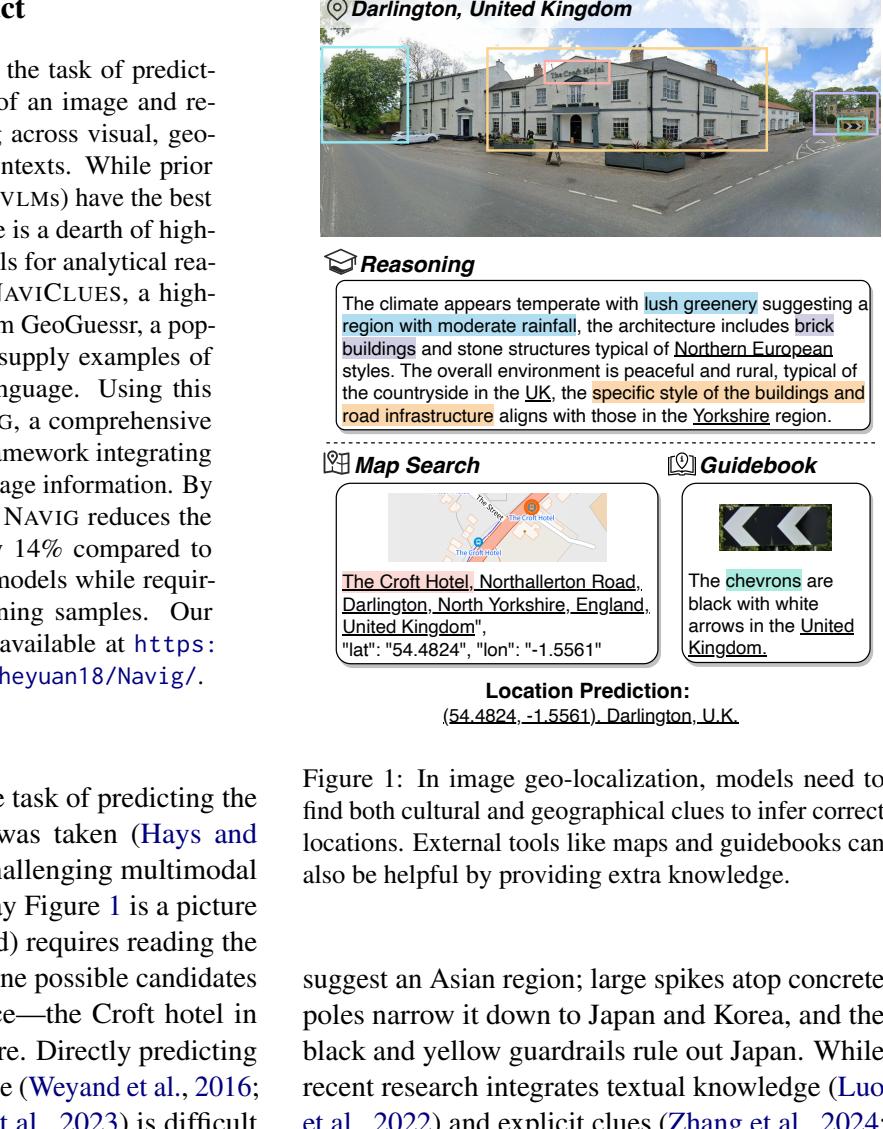 ct
the task of predict-
of an image and re-
g across visual, geo-
ntexts. While prior
VLMs) have the best
e is a dearth of high-
ls for analytical rea-
NAVICLUES, a high-
m GeoGuessr, a pop-
supply examples of
nguage. Using this
G, a comprehensive
amework integrating
age information. By
NAVIG reduces the
y 14% compared to
models while requir-
ning samples. Our
available at https:
heyuan18/Navig/.
e task of predicting the
was taken (Hays and
hallenging multimodal
ay Figure 1 is a picture
d) requires reading the
ne possible candidates
ce—the Croft hotel in
re. Directly predicting
e (Weyand et al., 2016;
t al., 2023) is difficult
Darlington, United Kingdom
The Croft Hotel
Reasoning
The climate appears temperate with lush greenery suggesting a
region with moderate rainfall, the architecture includes brick
buildings and stone structures typical of Northern European
styles. The overall environment is peaceful and rural, typical of
the countryside in the UK, the specific style of the buildings and
road infrastructure aligns with those in the Yorkshire region.
Map Search
The Street
The Croft Hotel
The Croft Hotel
The Croft Hotel, Northallerton Road,
Darlington, North Yorkshire, England,
United Kingdom",
"lat": "54.4824", "lon": "-1.5561"
Guidebook
The chevrons are
black with white
arrows in the United
Kingdom.
Location Prediction:
(54.4824, -1.5561). Darlington, U.K.
Figure 1: In image geo-localization, models need to
find both cultural and geographical clues to infer correct
locations. External tools like maps and guidebooks can
also be helpful by providing extra knowledge.
suggest an Asian region; large spikes atop concrete
poles narrow it down to Japan and Korea, and the
black and yellow guardrails rule out Japan. While
recent research integrates textual knowledge (Luo
et al., 2022) and explicit clues (Zhang et al., 2024;